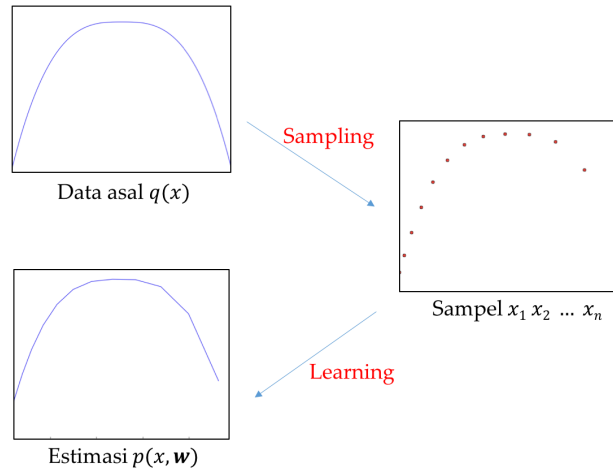 Data asal q(x)
Sampling
Sampel x₁ x₂ … xₙ
Learning
Estimasi p(x, w)